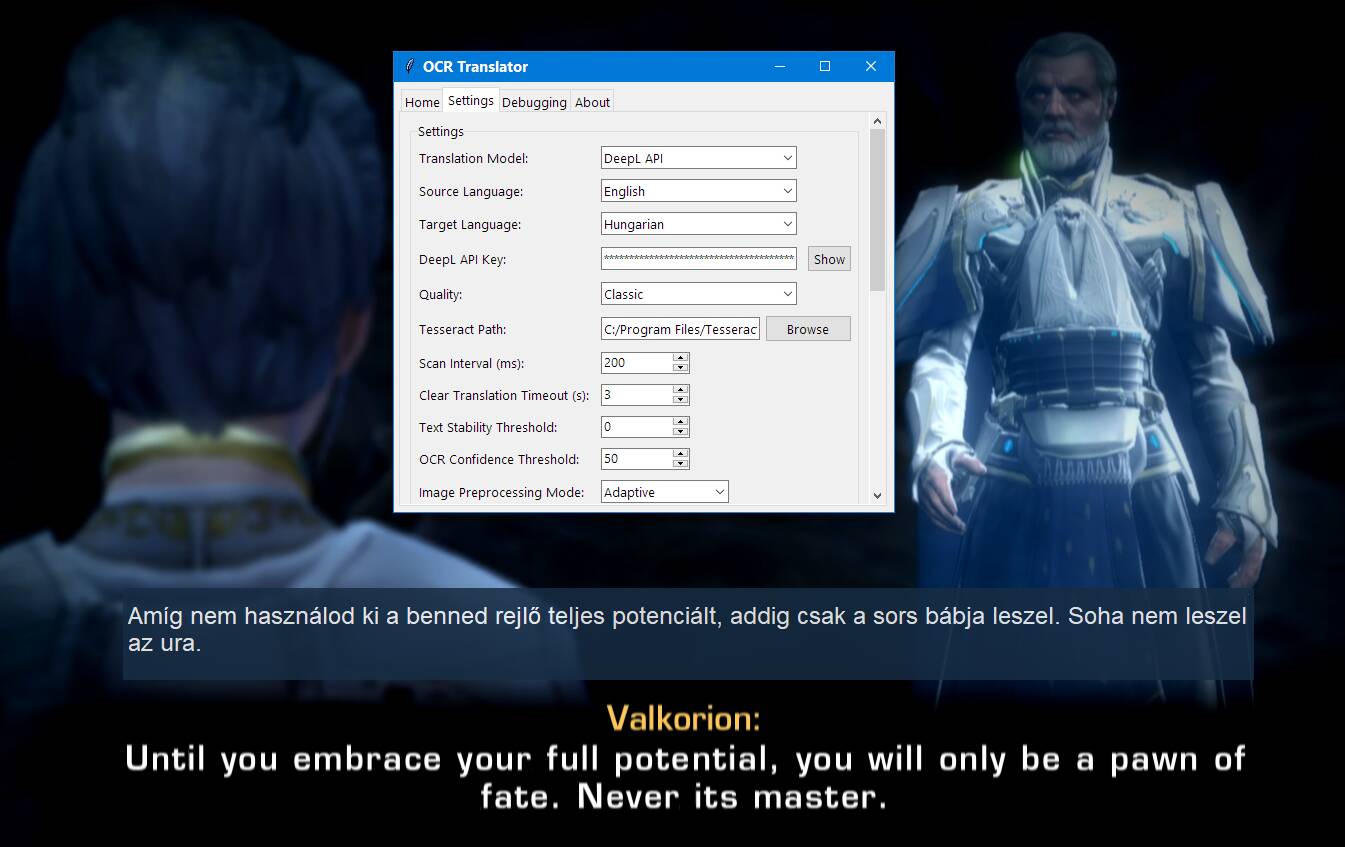 OCR Translator
Home Settings Debugging About
Settings
Translation Model: DeepL API
Source Language: English
Target Language: Hungarian
DeepL API Key: ************************************** Show
Quality: Classic
Tesseract Path: C:/Program Files/Tesserac Browse
Scan Interval (ms): 200
Clear Translation Timeout (s): 3
Text Stability Threshold: 0
OCR Confidence Threshold: 50
Image Preprocessing Mode: Adaptive
Amíg nem használod ki a benned rejlő teljes potenciált, addig csak a sors bábja leszel. Soha nem leszel
az ura.
Valkorion:
Until you embrace your full potential, you will only be a pawn of
fate. Never its master.